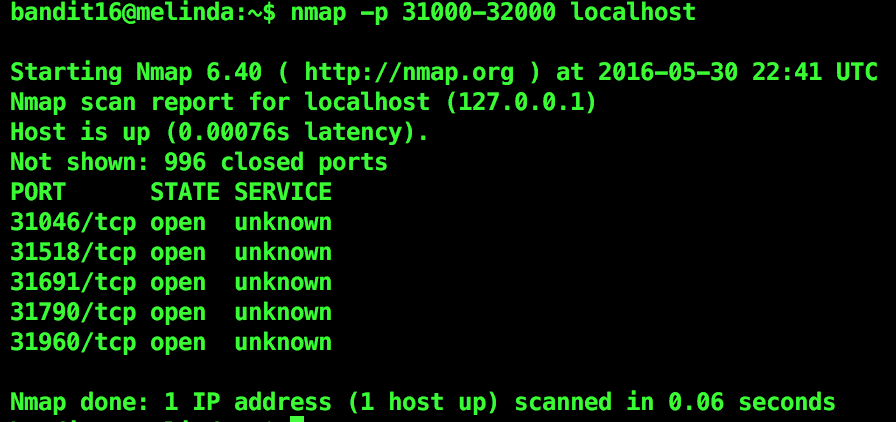 bandit16@melinda:~$ nmap -p 31000-32000 localhost
Starting Nmap 6.40 ( http://nmap.org ) at 2016-05-30 22:41 UTC
Nmap scan report for localhost (127.0.0.1)
Host is up (0.00076s latency).
Not shown: 996 closed ports
PORT      STATE SERVICE
31046/tcp open  unknown
31518/tcp open  unknown
31691/tcp open  unknown
31790/tcp open  unknown
31960/tcp open  unknown
Nmap done: 1 IP address (1 host up) scanned in 0.06 seconds